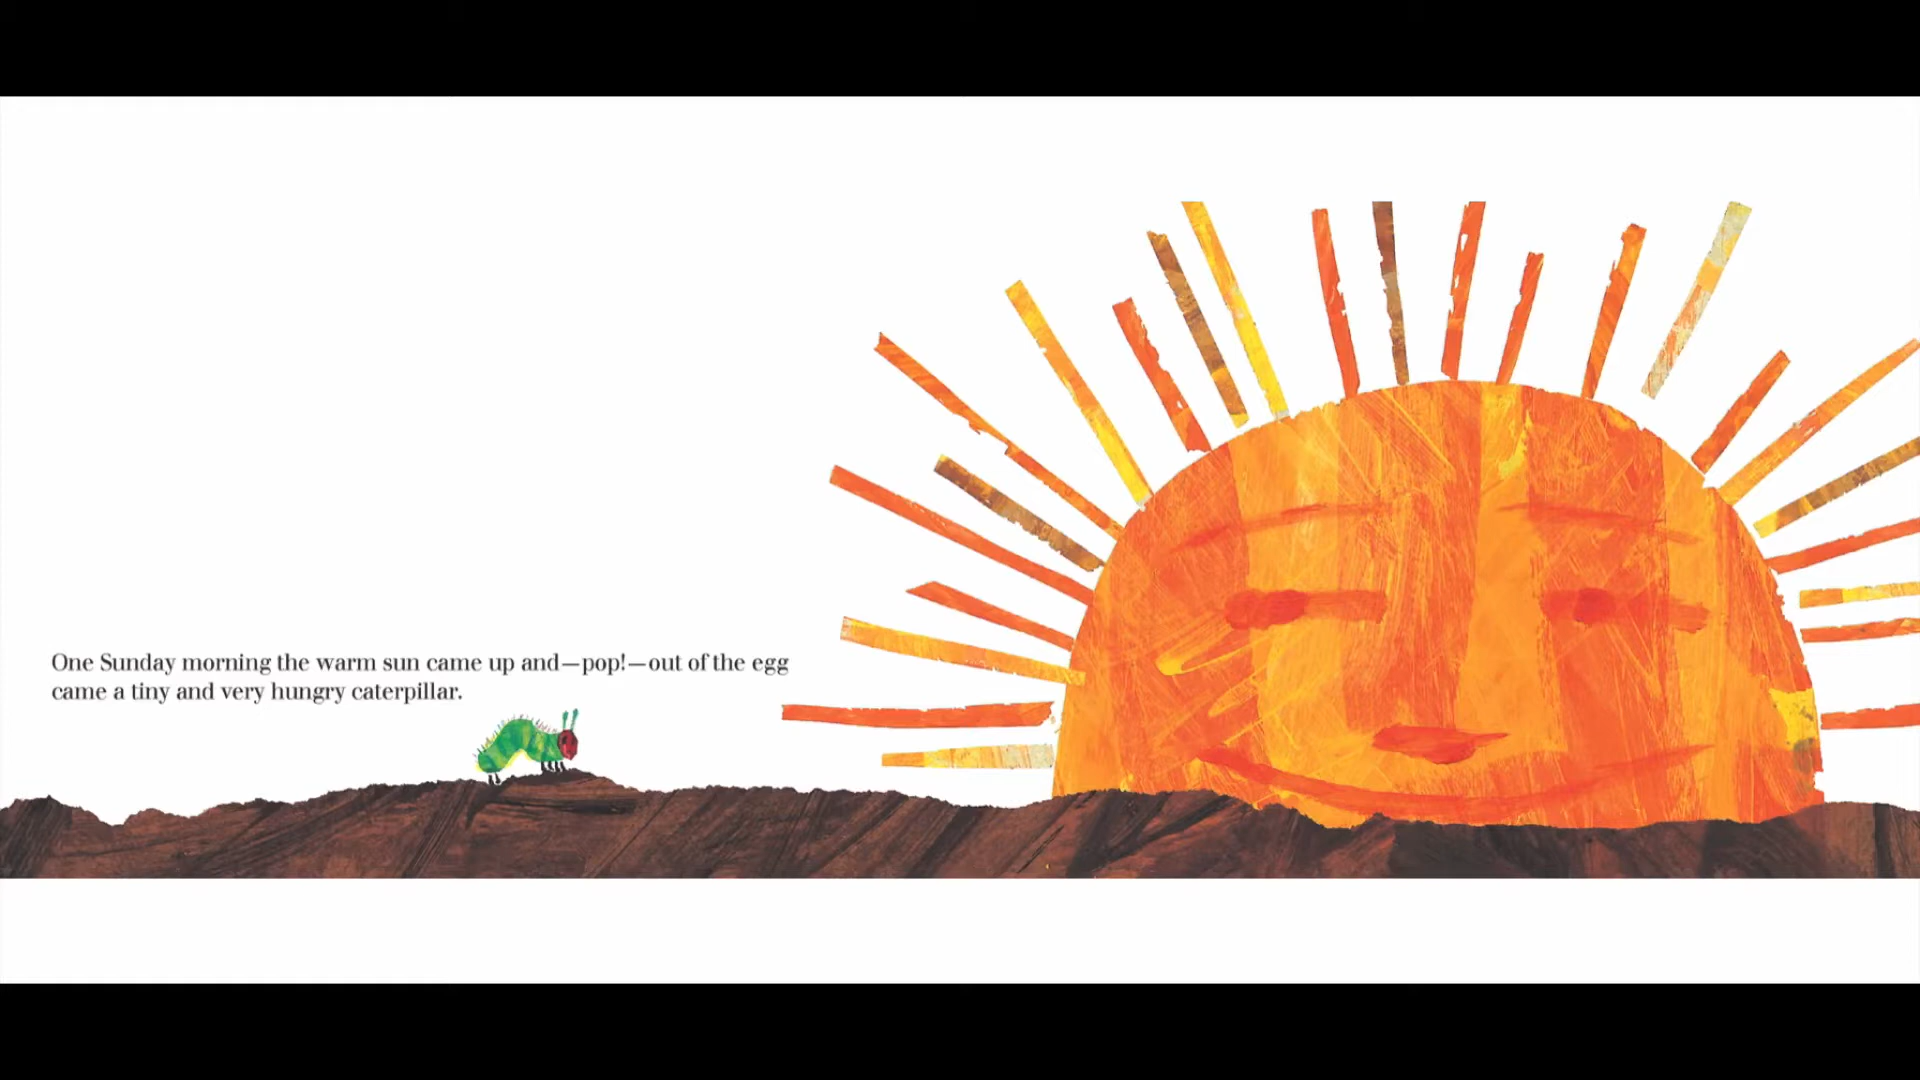 One Sunday morning the warm sun came up and—pop!—out of the egg
came a tiny and very hungry caterpillar.